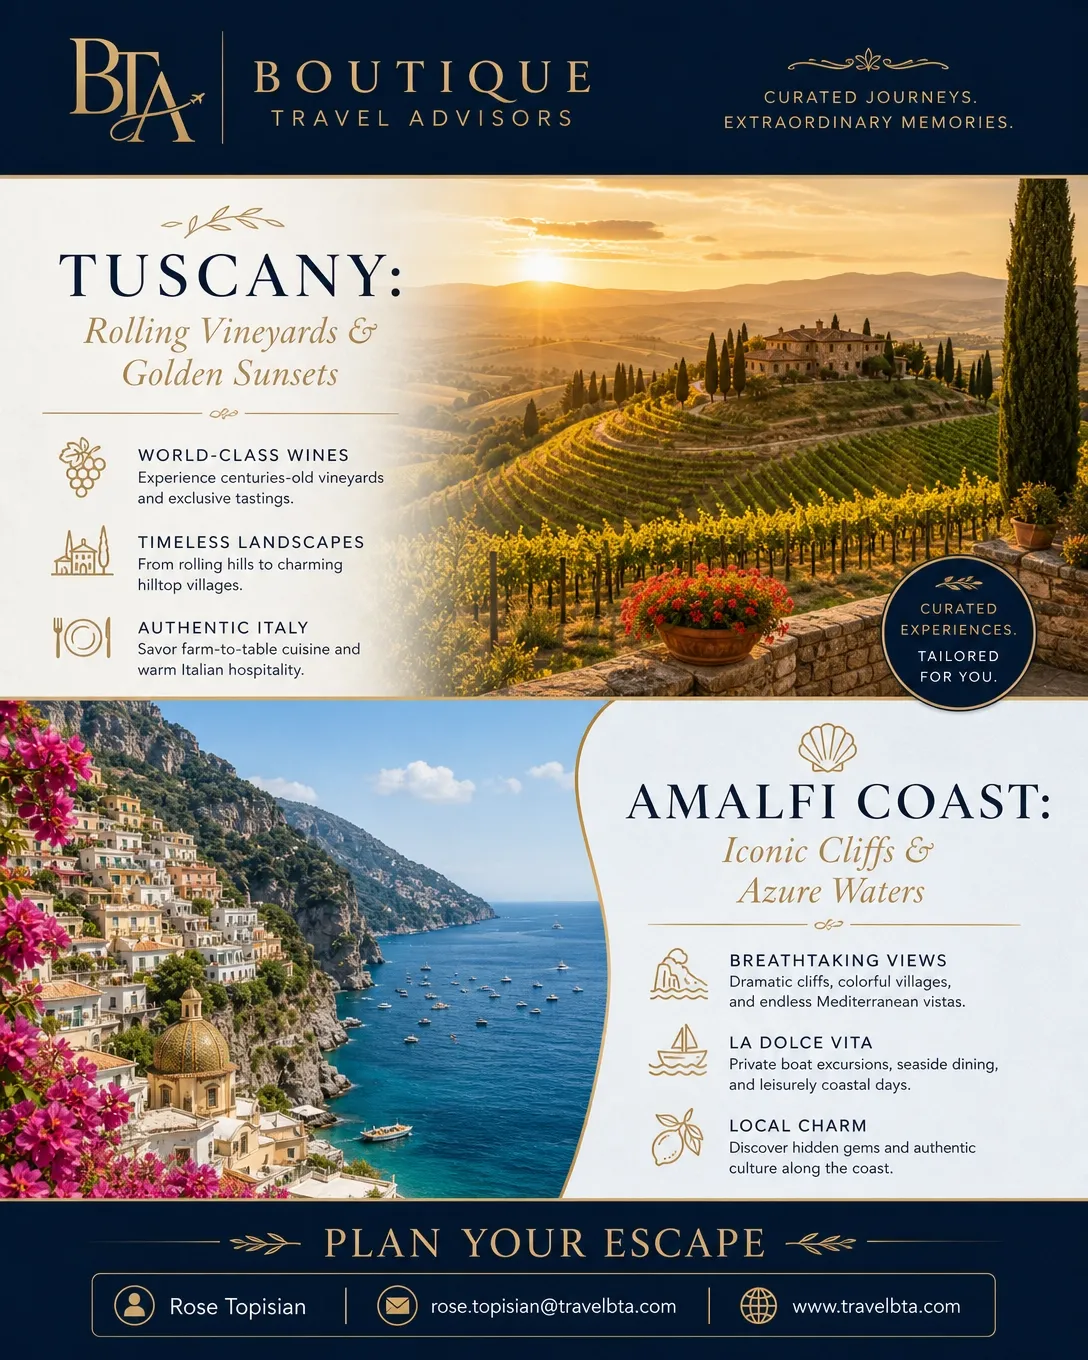 BTA
BOUTIQUE
TRAVEL ADVISORS
CURATED JOURNEYS.
EXTRAORDINARY MEMORIES.
TUSCANY:
Rolling Vineyards &
Golden Sunsets
WORLD-CLASS WINES
Experience centuries-old vineyards
and exclusive tastings.
TIMELESS LANDSCAPES
From rolling hills to charming
hilltop villages.
AUTHENTIC ITALY
Savor farm-to-table cuisine and
warm Italian hospitality.
CURATED
EXPERIENCES.
TAILORED
FOR YOU.
AMALFI COAST:
Iconic Cliffs &
Azure Waters
BREATHTAKING VIEWS
Dramatic cliffs, colorful villages,
and endless Mediterranean vistas.
LA DOLCE VITA
Private boat excursions, seaside dining,
and leisurely coastal days.
LOCAL CHARM
Discover hidden gems and authentic
culture along the coast.
PLAN YOUR ESCAPE
Rose Topisian
rose.topisian@travelbta.com
www.travelbta.com